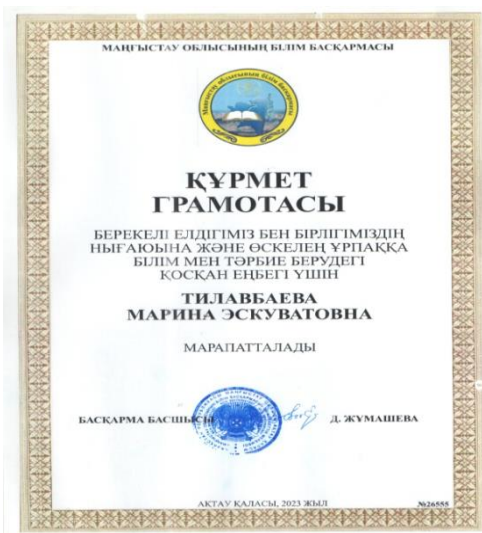 МАҢҒЫСТАУ ОБЛЫСЫНЫҢ БІЛІМ БАСҚАРМАСЫ
ҚҰРМЕТ
ГРАМОТАСЫ
БЕРЕКЕЛІ ЕЛДІГІМІЗ БЕН БІРЛІГІМІЗДІҢ
НЫҒАЮЫНА ЖӘНЕ ӨСКЕЛЕҢ ҰРПАҚҚА
БІЛІМ МЕН ТӘРБИЕ БЕРУДЕГІ
ҚОСҚАН ЕҢБЕГІ ҮШІН
ТИЛАВБАЕВА
МАРИНА ЭСКУВАТОВНА
МАРАПАТТАЛАДЫ
БАСҚАРМА БАСШЫСЫ Д. ЖУМАШЕВА
АҚТАУ ҚАЛАСЫ, 2023 ЖЫЛ №26555